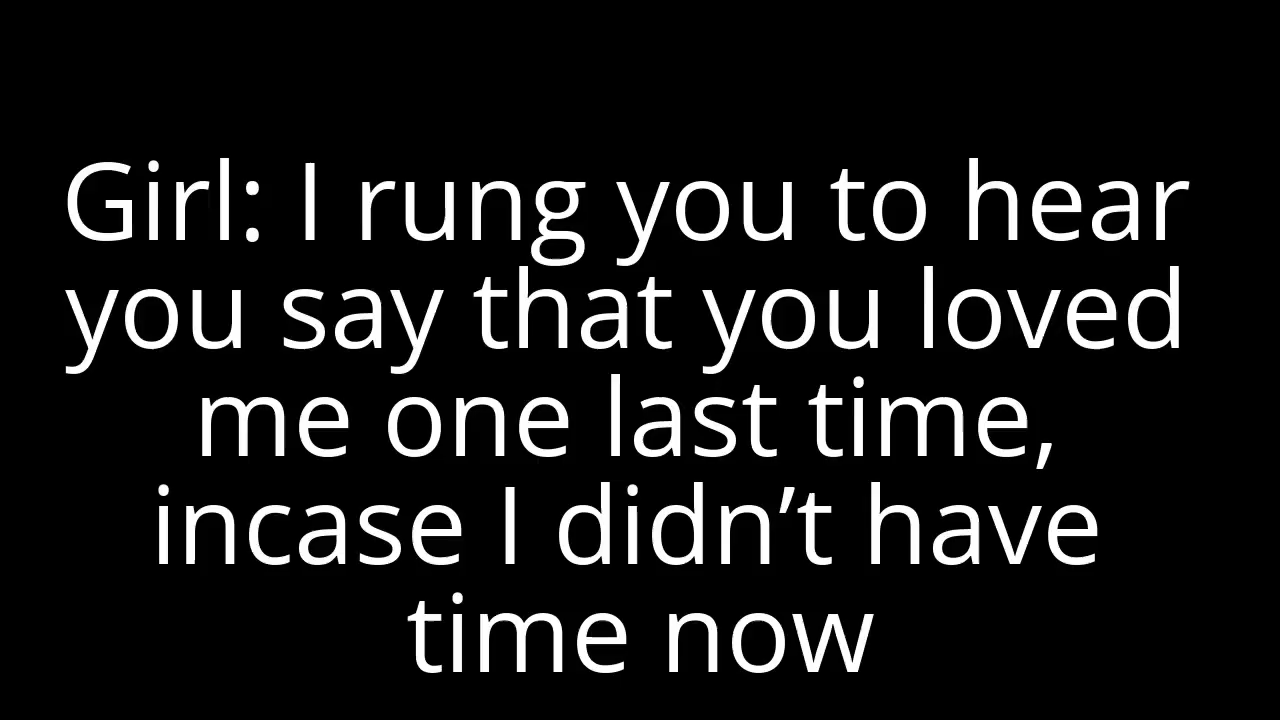 Girl: I rung you to hear
you say that you loved
me one last time,
incase I didn’t have
time now